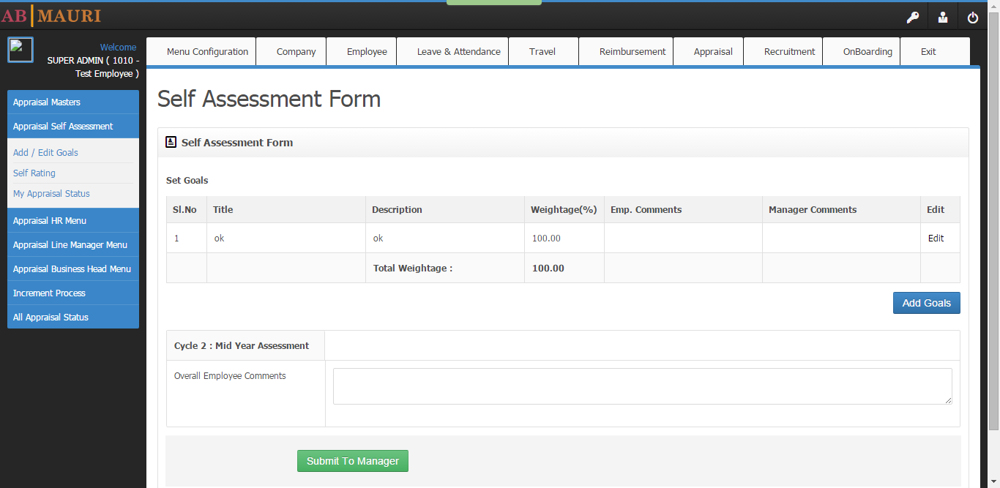 AB MAURI
Welcome
SUPER ADMIN ( 1010 -
Test Employee )
Menu Configuration Company Employee Leave & Attendance Travel Reimbursement Appraisal Recruitment OnBoarding Exit
Appraisal Masters
Appraisal Self Assessment
Add / Edit Goals
Self Rating
My Appraisal Status
Appraisal HR Menu
Appraisal Line Manager Menu
Appraisal Business Head Menu
Increment Process
All Appraisal Status
Self Assessment Form
Self Assessment Form
Set Goals
Sl.No Title Description Weightage(%) Emp. Comments Manager Comments Edit
1 ok ok 100.00 Edit
Total Weightage : 100.00
Add Goals
Cycle 2 : Mid Year Assessment
Overall Employee Comments
Submit To Manager